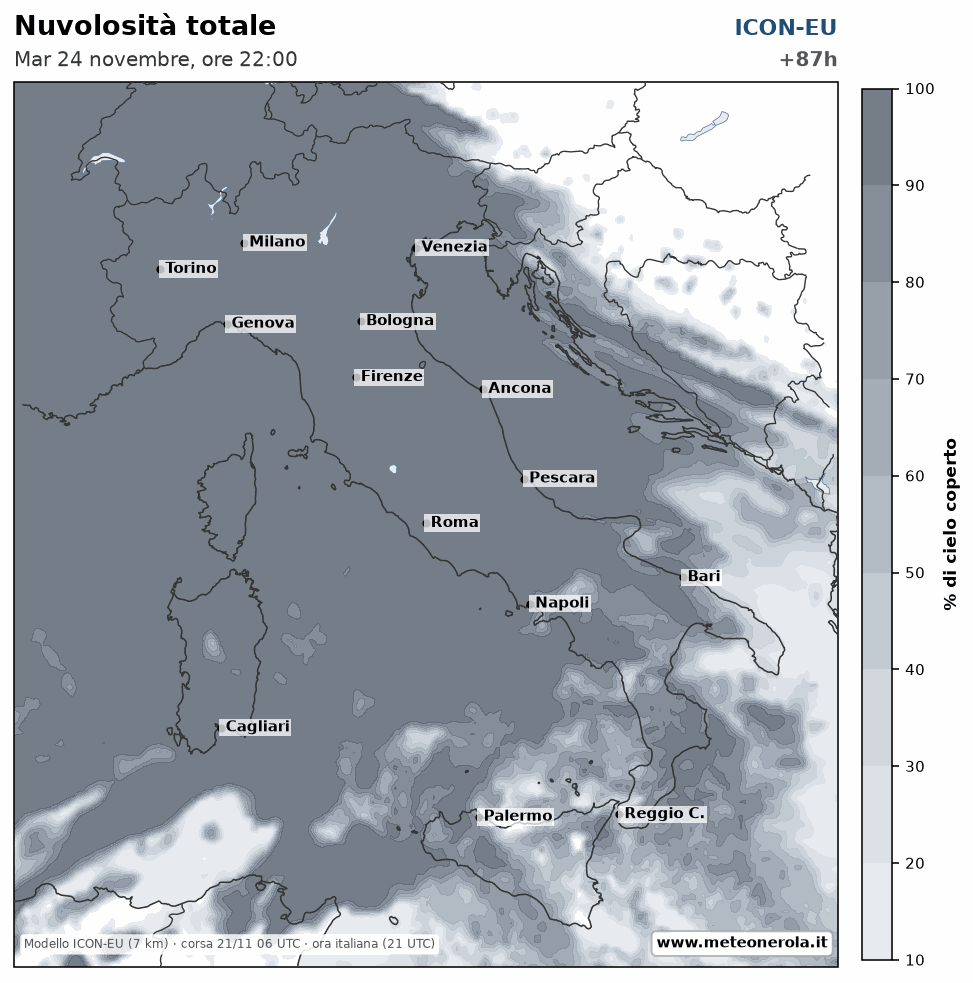 Nuvolosità totale
ICON-EU
Mar 24 novembre, ore 22:00
+87h
100
90
80
70
60
50
40
30
20
10
% di cielo coperto
Milano
Venezia
Torino
Genova
Bologna
Firenze
Ancona
Pescara
Roma
Bari
Napoli
Cagliari
Palermo
Reggio C.
Modello ICON-EU (7 km) · corsa 21/11 06 UTC · ora italiana (21 UTC)
www.meteonerola.it